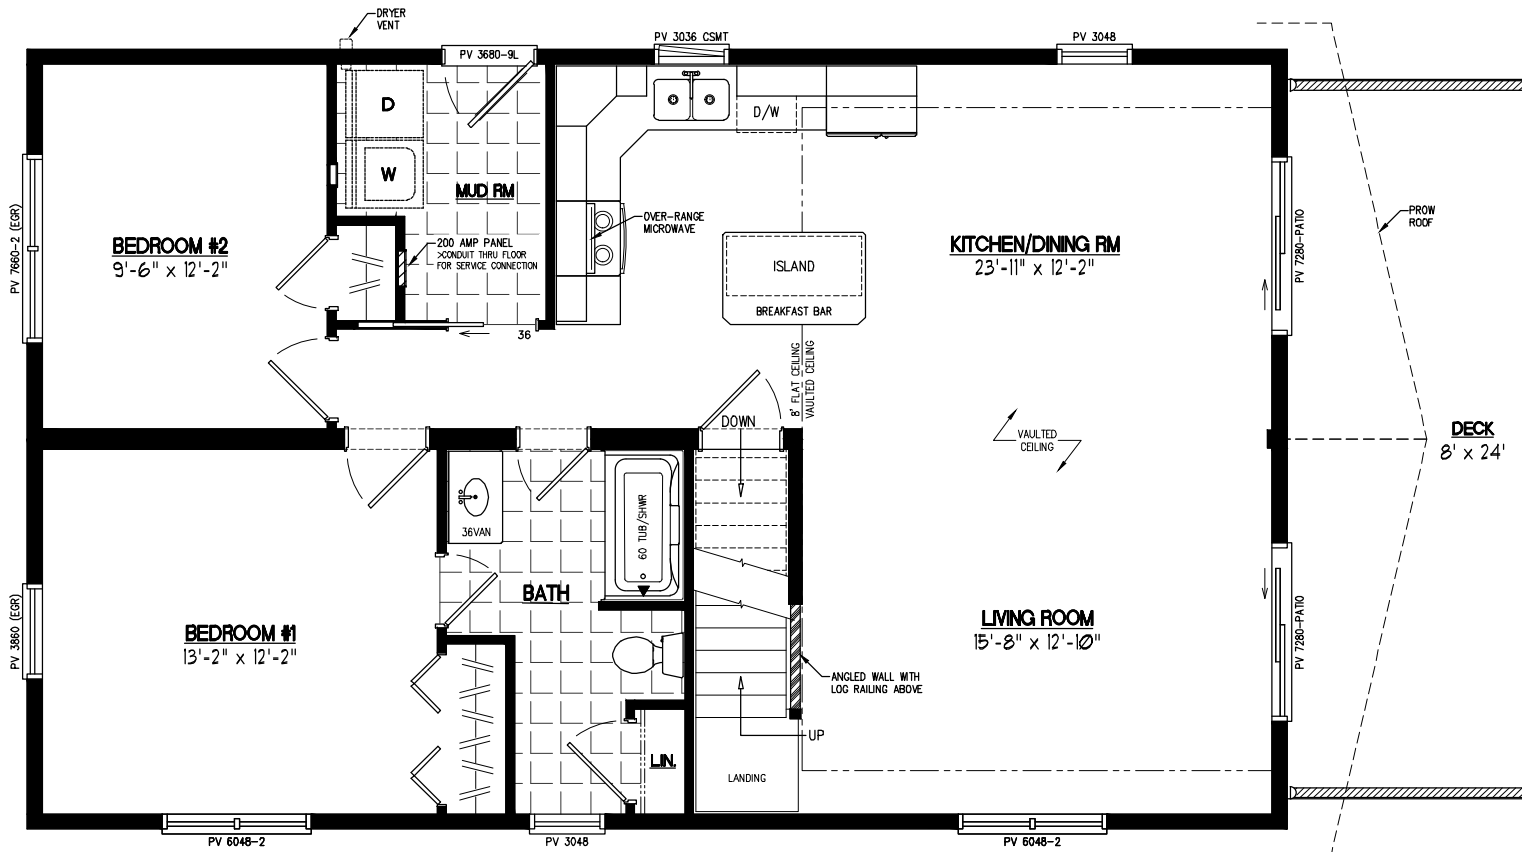 DRYER
VENT
PV 3680-9L
PV 3036 CSMT
PV 3048
D
W
MUD RM
D/W
PV 7660-2 (EGR)
BEDROOM #2
9'-6" x 12'-2"
200 AMP PANEL
>CONDUIT THRU FLOOR
FOR SERVICE CONNECTION
OVER-RANGE
MICROWAVE
ISLAND
BREAKFAST BAR
KITCHEN/DINING RM
23'-11" x 12'-2"
PV 7280-PATIO
PROW
ROOF
36
8' FLAT CEILING
VAULTED CEILING
DOWN
VAULTED
CEILING
DECK
8' x 24'
36VAN
60 TUB/SHWR
BATH
PV 3860 (EGR)
BEDROOM #1
13'-2" x 12'-2"
LIVING ROOM
15'-8" x 12'-10"
PV 7280-PATIO
ANGLED WALL WITH
LOG RAILING ABOVE
UP
LIN.
LANDING
PV 6048-2
PV 3048
PV 6048-2